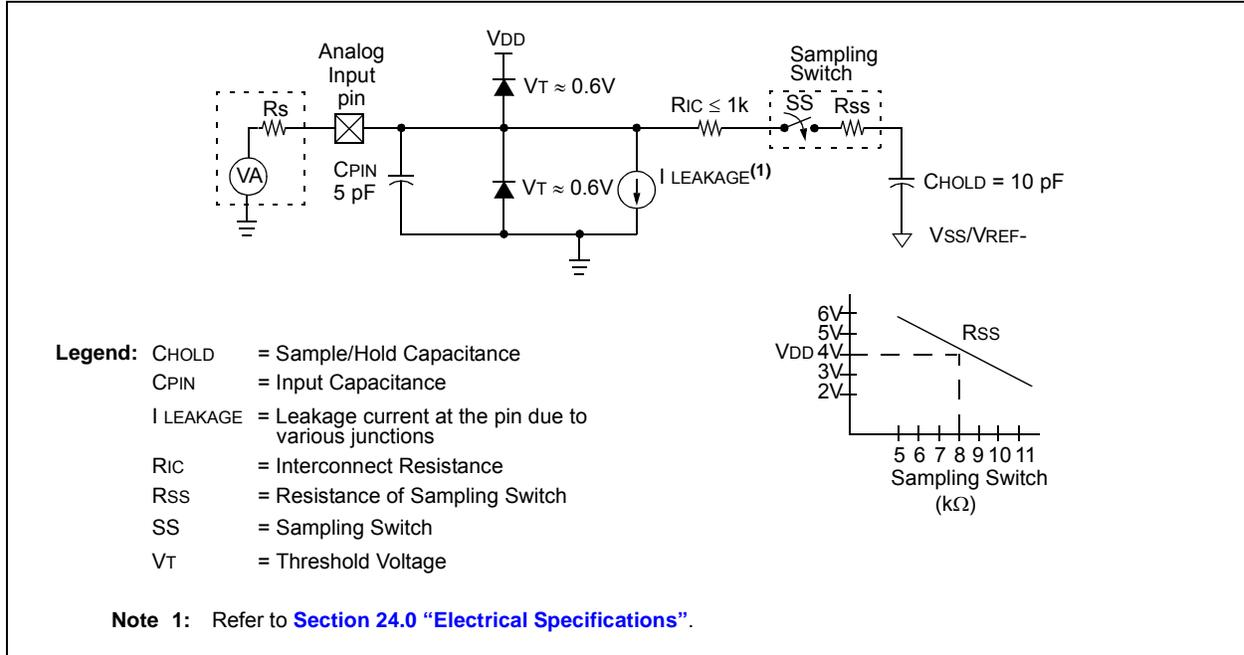 VDD
Analog
Input
pin
Sampling
Switch
VT ≈ 0.6V
Rs
RIC ≤ 1k
SS
Rss
VA
CPIN
5 pF
VT ≈ 0.6V
I LEAKAGE(1)
CHOLD = 10 pF
VSS/VREF-
6V
5V
VDD 4V
3V
2V
RSS
5 6 7 8 9 10 11
Sampling Switch
(kΩ)
Legend: CHOLD = Sample/Hold Capacitance
CPIN = Input Capacitance
I LEAKAGE = Leakage current at the pin due to
various junctions
RIC = Interconnect Resistance
RSS = Resistance of Sampling Switch
SS = Sampling Switch
VT = Threshold Voltage
Note 1: Refer to Section 24.0 “Electrical Specifications”.